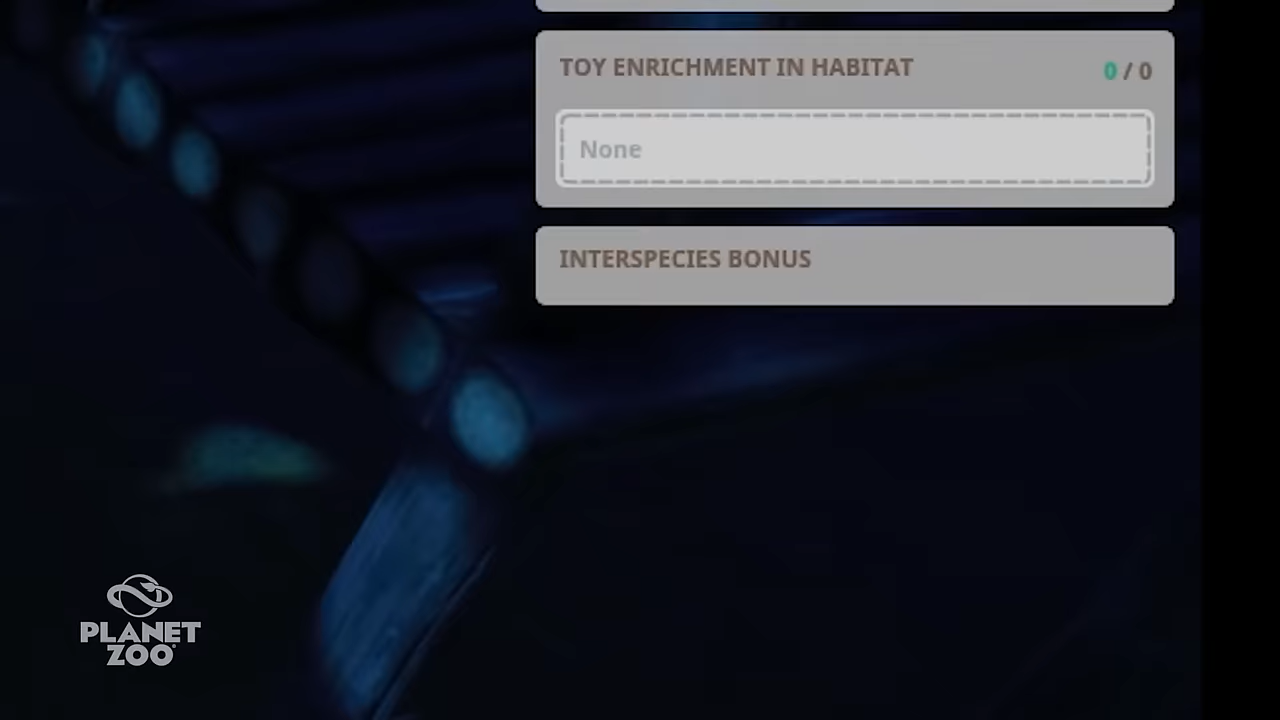 TOY ENRICHMENT IN HABITAT
0 / 0
None
INTERSPECIES BONUS
PLANET
ZOO